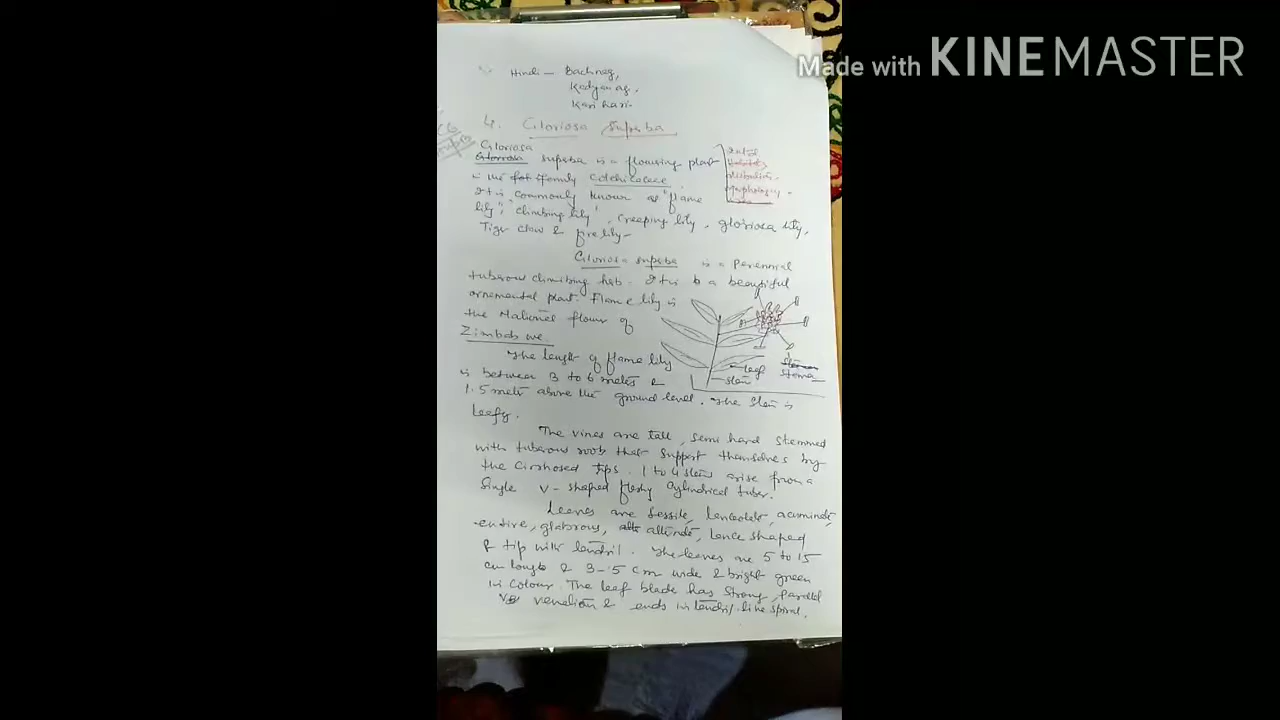 Made with KINEMASTER
Hindi - Bachnag,
Kadyanag.
Kari hari-
4. Gloriosa Superba
Gloriosa
Gloriosa superba is a flowering plant
in the family Colchicaceae.
It is commonly known as "flame
lily", "climbing lily", Creeping lily, gloriosa lily,
Tiger claw & fire lily-
Gloriosa superba is a Perennial
tuberous climbing herb. It is a beautiful
ornemental plant. Flame lily is
the National flower of
Zimbabwe
leaf
stem
stoma
The length of flame lily
is between 3 to 6 meters &
1.5 meter above the ground level. The stem is
leafy.
The vines are tall, semi hard stemmed
with tuberous roots that support themselves by
the Cirrhosed tips. 1 to 4 stems arise from a
Single V-shaped fleshy cylindrical tuber.
Leaves are sessile, lanceolate, acuminate,
entire, glabrous, alternate, lance shaped
& tip with tendril. The leaves are 5 to 15
cm long & 3-5 cm wide & bright green
in colour. The leaf blade has strong, parallel
venation & ends in tendril-like spiral.